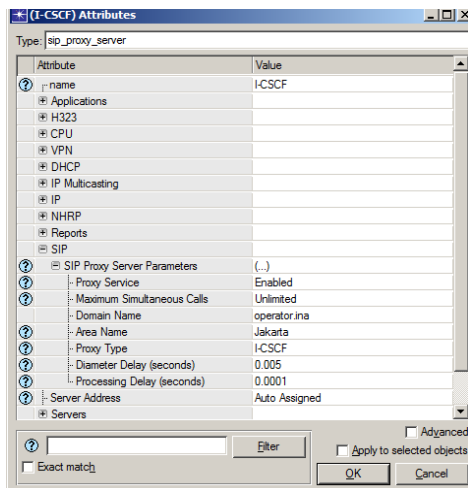 (I-CSCF) Attributes
Type: sip_proxy_server
Attribute Value
name I-CSCF
Applications
H323
CPU
VPN
DHCP
IP Multicasting
IP
NHRP
Reports
SIP
SIP Proxy Server Parameters (...)
Proxy Service Enabled
Maximum Simultaneous Calls Unlimited
Domain Name operator.ina
Area Name Jakarta
Proxy Type I-CSCF
Diameter Delay (seconds) 0.005
Processing Delay (seconds) 0.0001
Server Address Auto Assigned
Servers
Advanced
Filter Apply to selected objects
Exact match
OK Cancel